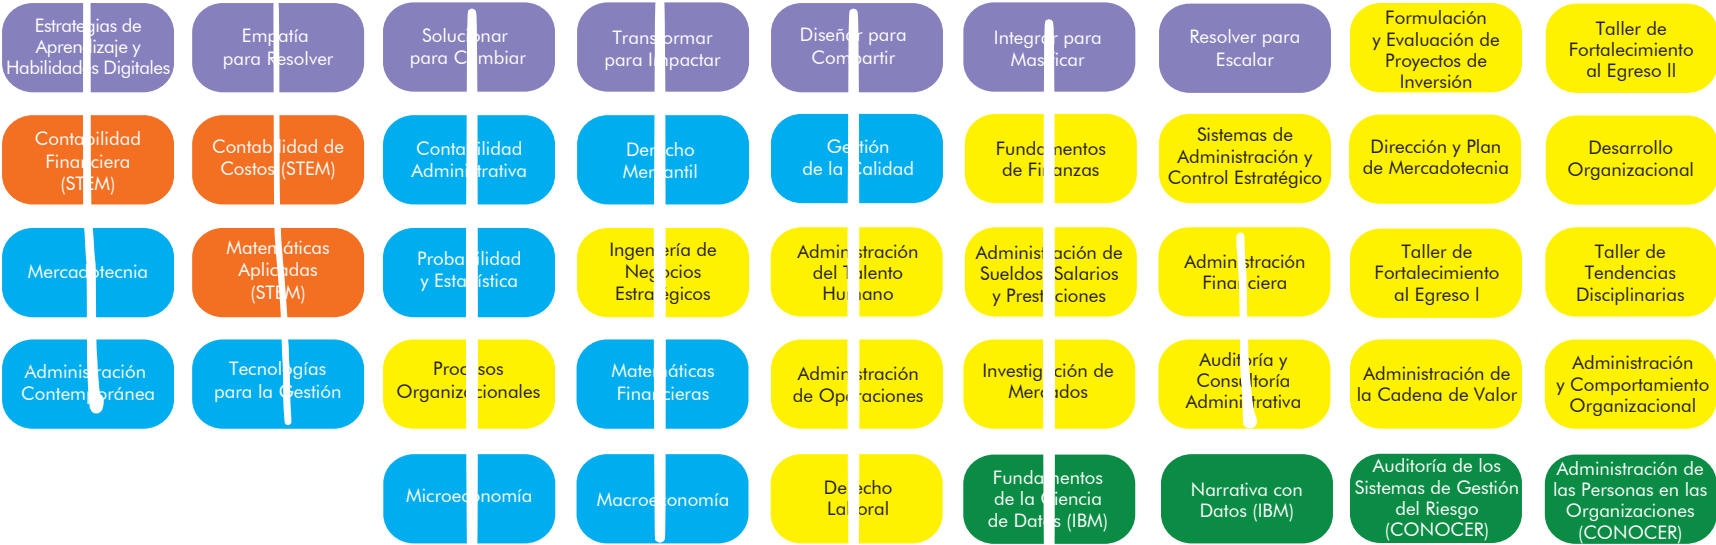 Estrategias de
Aprendizaje y
Habilidades Digitales
Empatía
para Resolver
Solucionar
para Cambiar
Transformar
para Impactar
Diseñar para
Compartir
Integrar para
Masificar
Resolver para
Escalar
Formulación
y Evaluación de
Proyectos de
Inversión
Taller de
Fortalecimiento
al Egreso II
Contabilidad
Financiera
(STEM)
Contabilidad de
Costos (STEM)
Contabilidad
Administrativa
Derecho
Mercantil
Gestión
de la Calidad
Fundamentos
de Finanzas
Sistemas de
Administración y
Control Estratégico
Dirección y Plan
de Mercadotecnia
Desarrollo
Organizacional
Mercadotecnia
Matemáticas
Aplicadas
(STEM)
Probabilidad
y Estadística
Ingeniería de
Negocios
Estratégicos
Administración
del Talento
Humano
Administración de
Sueldos, Salarios
y Prestaciones
Administración
Financiera
Taller de
Fortalecimiento
al Egreso I
Taller de
Tendencias
Disciplinarias
Administración
Contemporánea
Tecnologías
para la Gestión
Procesos
Organizacionales
Matemáticas
Financieras
Administración
de Operaciones
Investigación de
Mercados
Auditoría y
Consultoría
Administrativa
Administración de
la Cadena de Valor
Administración
y Comportamiento
Organizacional
Microeconomía
Macroeconomía
Derecho
Laboral
Fundamentos
de la Ciencia
de Datos (IBM)
Narrativa con
Datos (IBM)
Auditoría de los
Sistemas de Gestión
del Riesgo
(CONOCER)
Administración de
las Personas en las
Organizaciones
(CONOCER)